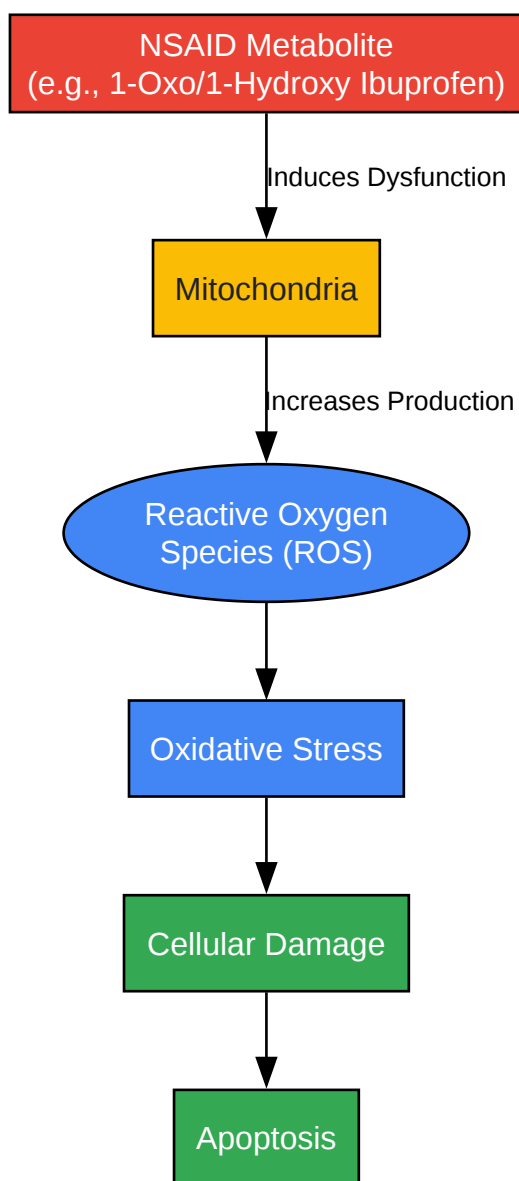 NSAID Metabolite
(e.g., 1-Oxo/1-Hydroxy Ibuprofen)
Induces Dysfunction
Mitochondria
Increases Production
Reactive Oxygen
Species (ROS)
Oxidative Stress
Cellular Damage
Apoptosis